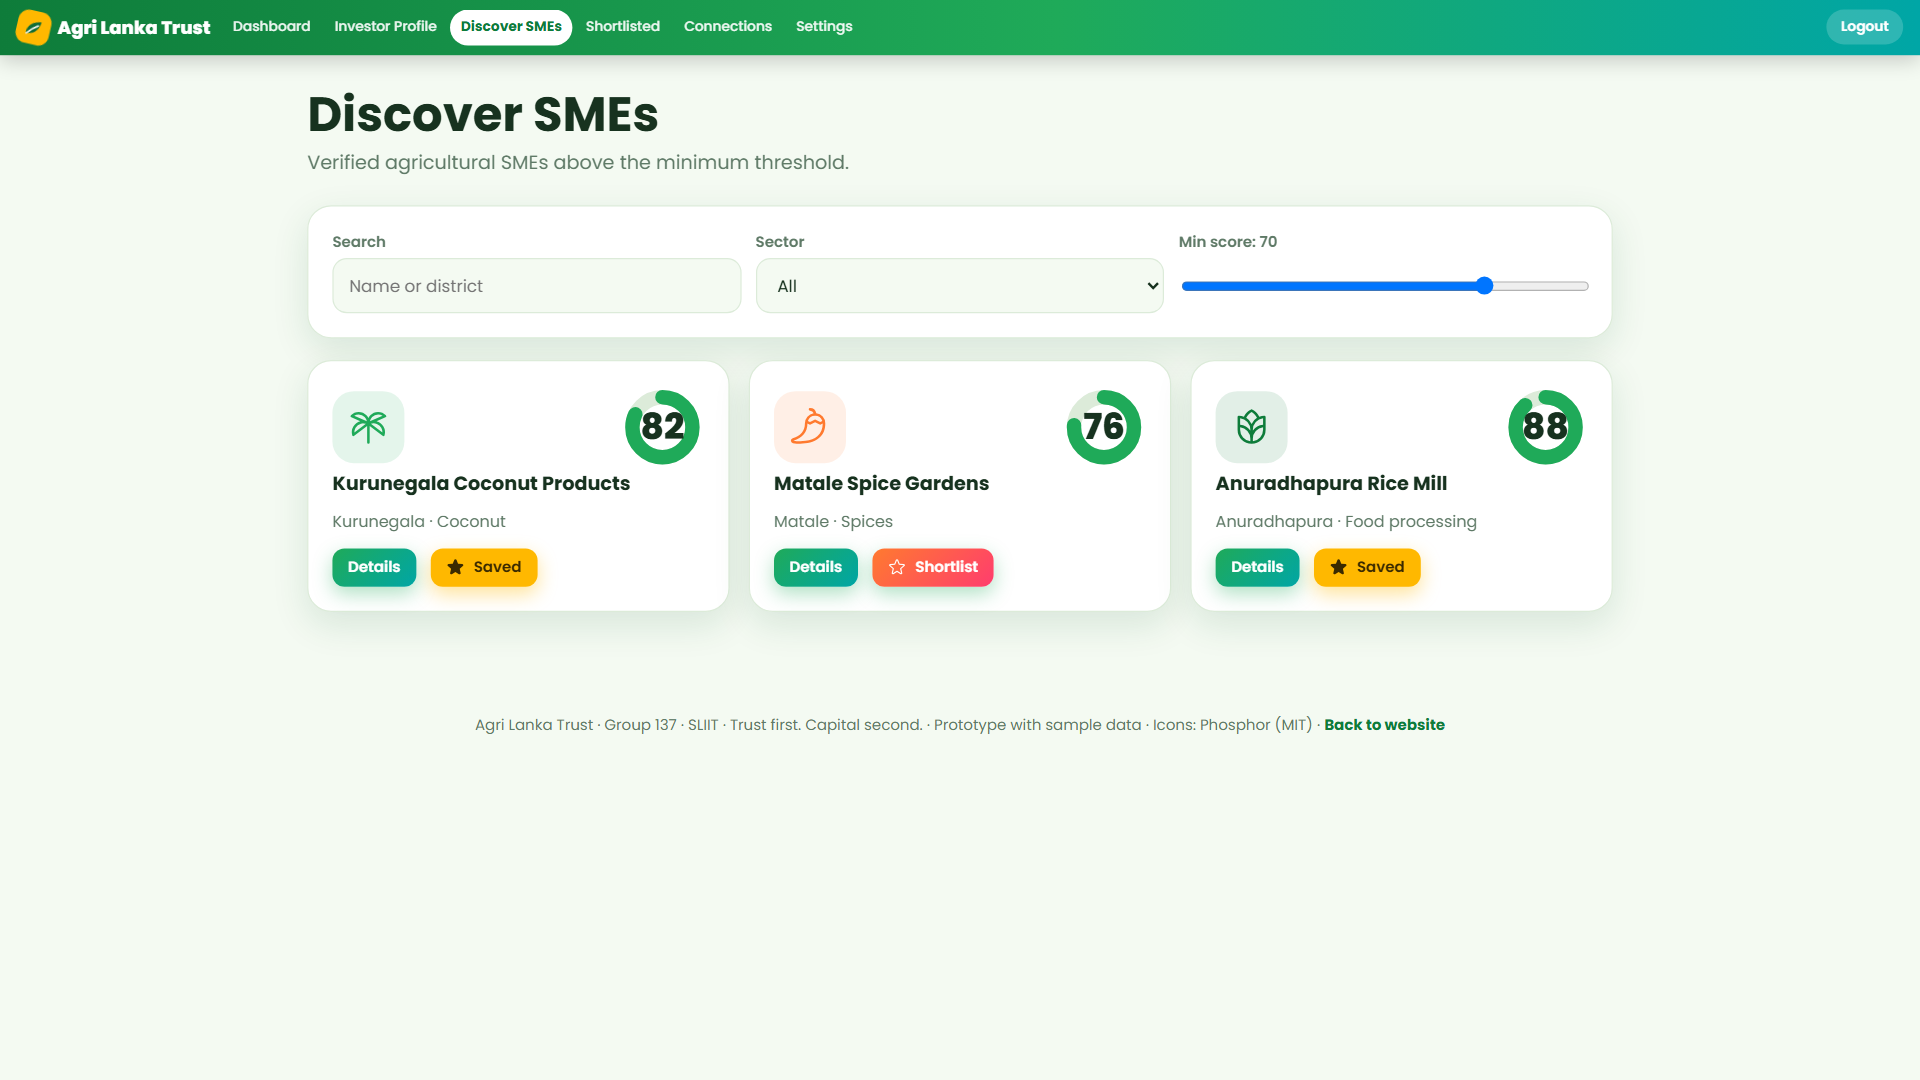 Agri Lanka Trust Dashboard Investor Profile Discover SMEs Shortlisted Connections Settings Logout
Discover SMEs
Verified agricultural SMEs above the minimum threshold.
Search Sector Min score: 70
Name or district All
82 76 88
Kurunegala Coconut Products Matale Spice Gardens Anuradhapura Rice Mill
Kurunegala · Coconut Matale · Spices Anuradhapura · Food processing
Details Saved Details Shortlist Details Saved
Agri Lanka Trust · Group 137 · SLIIT · Trust first. Capital second. · Prototype with sample data · Icons: Phosphor (MIT) · Back to website